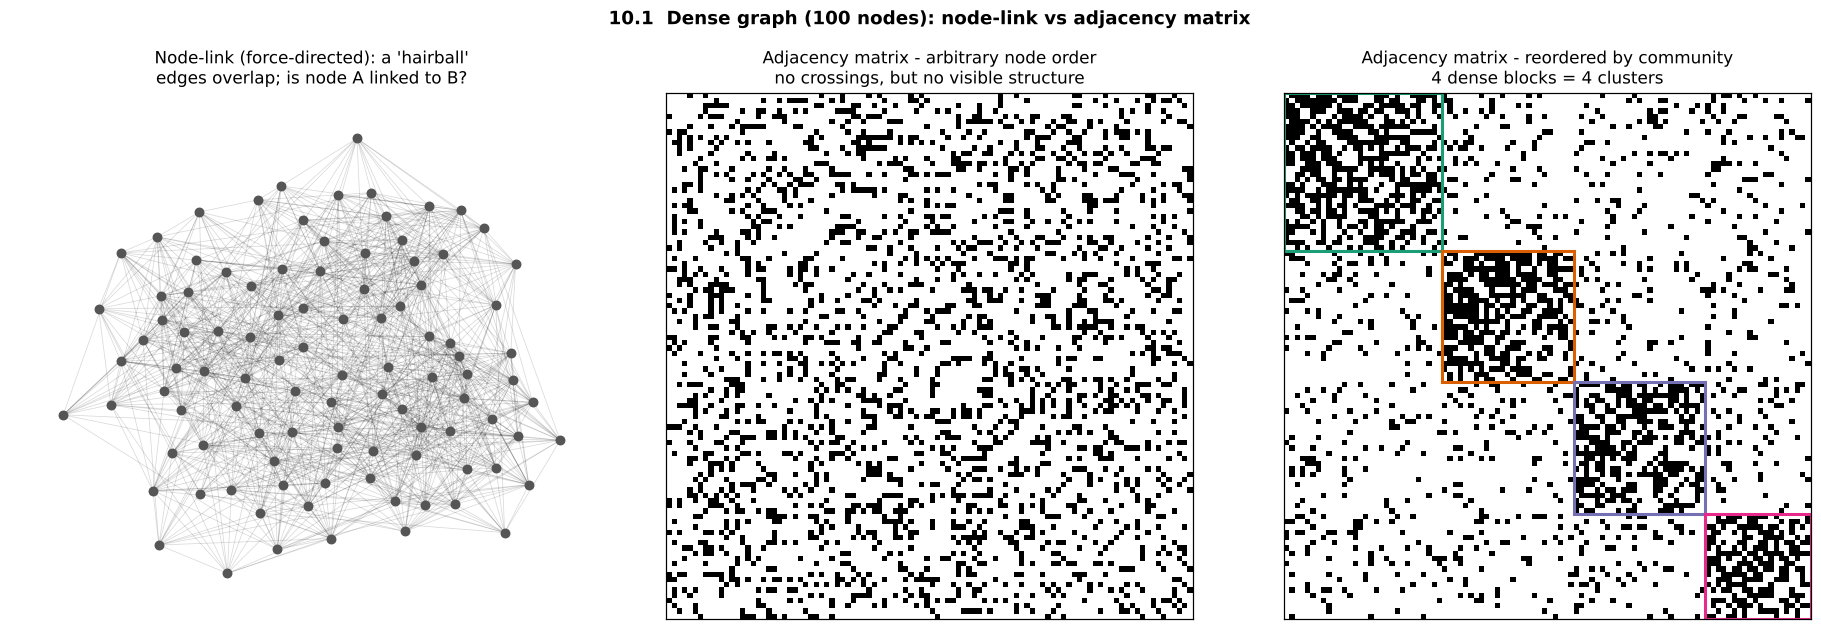 10.1  Dense graph (100 nodes): node-link vs adjacency matrix
Node-link (force-directed): a 'hairball'
edges overlap; is node A linked to B?
Adjacency matrix - arbitrary node order
no crossings, but no visible structure
Adjacency matrix - reordered by community
4 dense blocks = 4 clusters